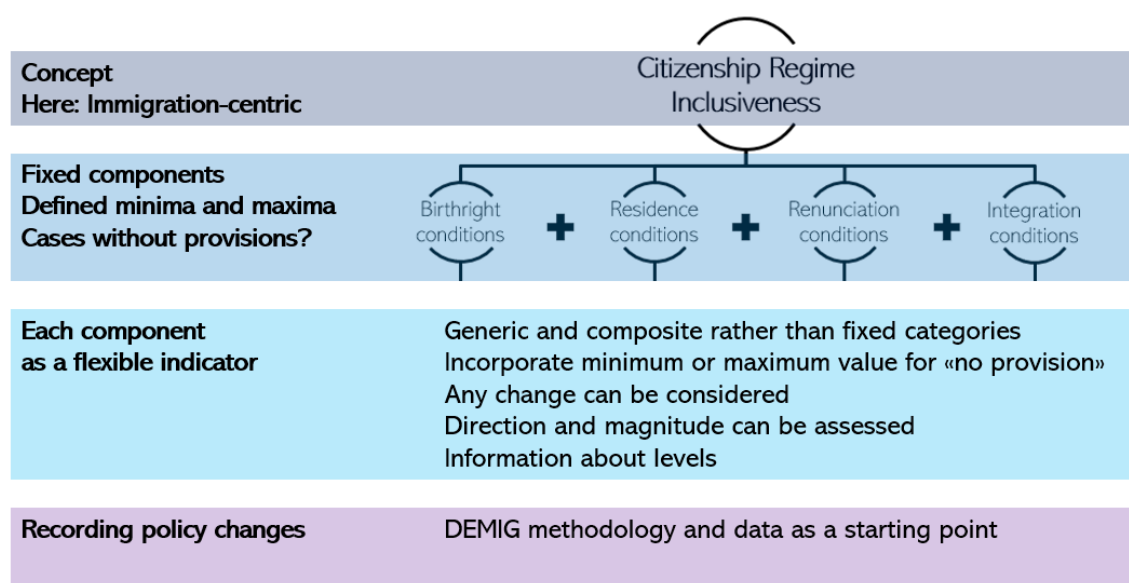 Concept
Here: Immigration-centric
Citizenship Regime
Inclusiveness
Fixed components
Defined minima and maxima
Cases without provisions?
Birthright
conditions
+
Residence
conditions
+
Renunciation
conditions
+
Integration
conditions
Each component
as a flexible indicator
Generic and composite rather than fixed categories
Incorporate minimum or maximum value for «no provision»
Any change can be considered
Direction and magnitude can be assessed
Information about levels
Recording policy changes
DEMIG methodology and data as a starting point